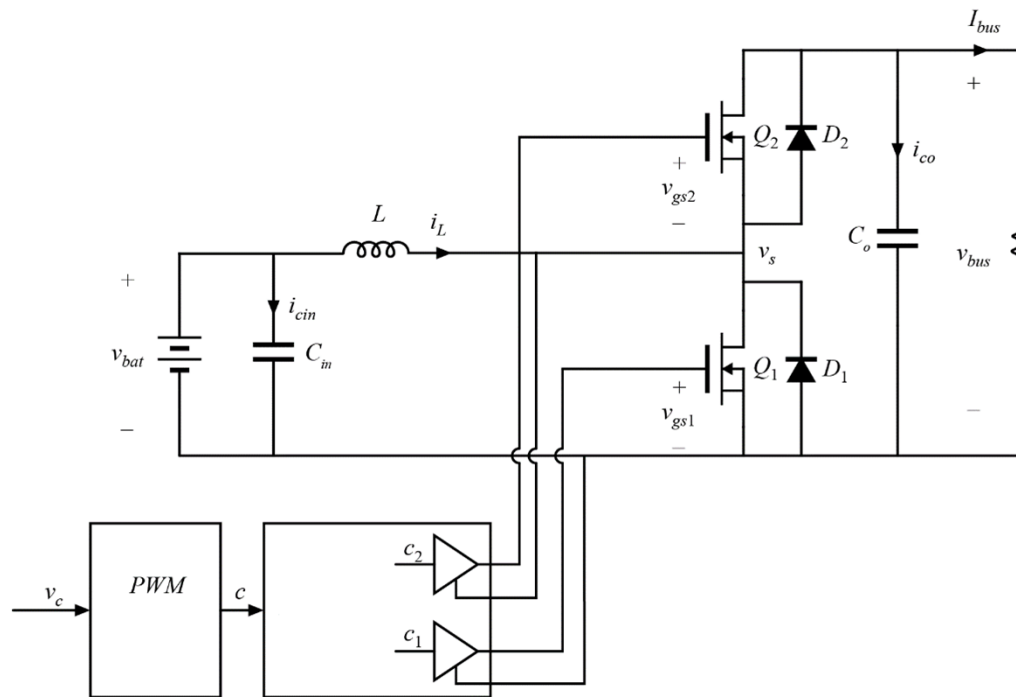 I_bus
+
Q_2
D_2
i_co
+
v_gs2
−
L
i_L
C_o
v_bus
v_s
+
i_cin
v_bat
C_in
Q_1
D_1
+
v_gs1
−
−
−
c_2
PWM
v_c
c
c_1